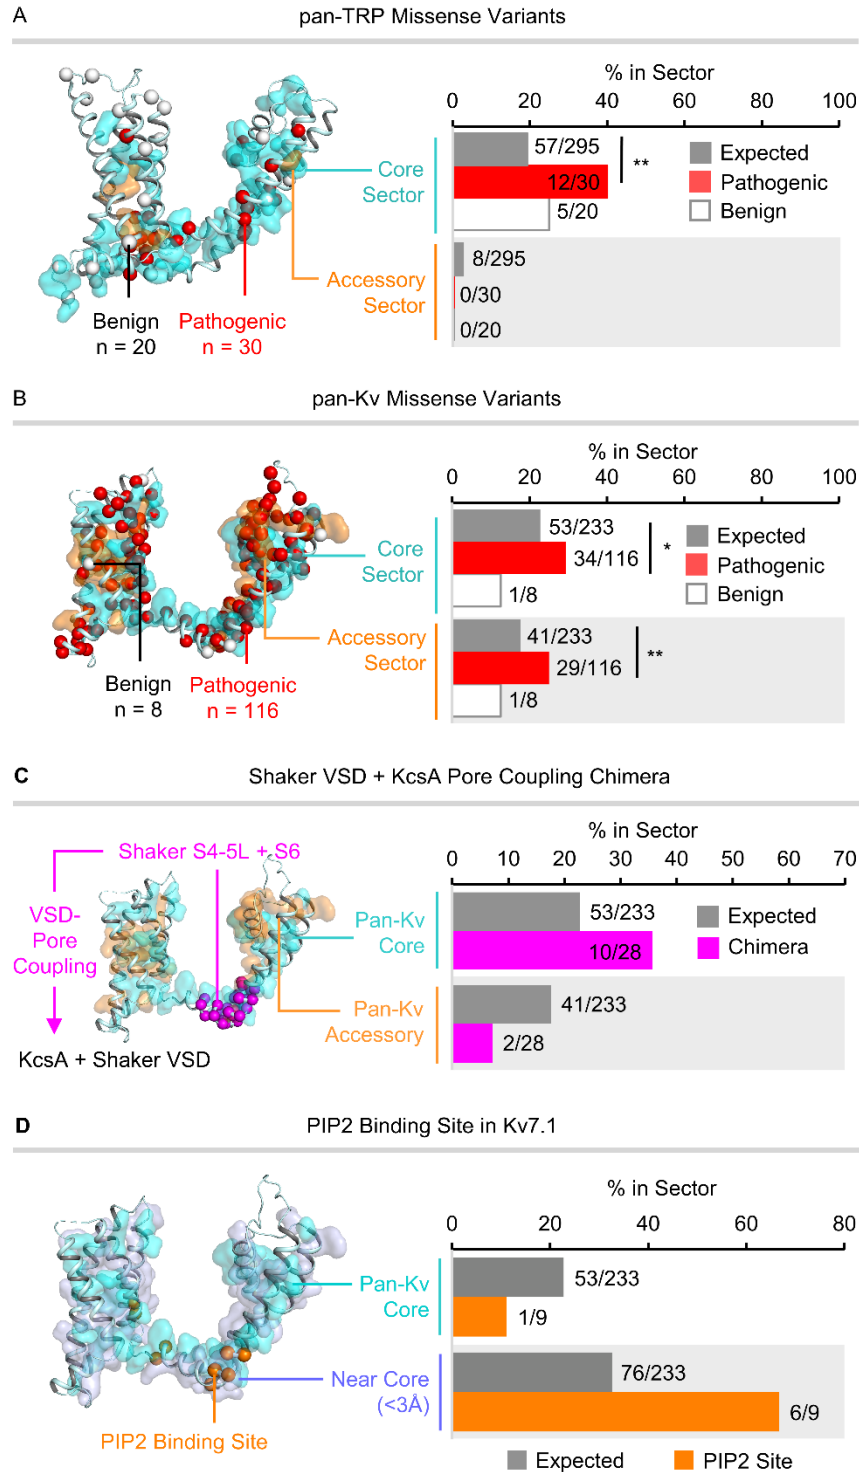 A
pan-TRP Missense Variants
% in Sector
0 20 40 60 80 100
Core
Sector
57/295
**
12/30
5/20
Expected
Pathogenic
Benign
Accessory
Sector
8/295
0/30
0/20
Benign
n = 20
Pathogenic
n = 30
B
pan-Kv Missense Variants
% in Sector
0 20 40 60 80 100
Core
Sector
53/233
*
34/116
1/8
Expected
Pathogenic
Benign
Accessory
Sector
41/233
**
29/116
1/8
Benign
n = 8
Pathogenic
n = 116
C
Shaker VSD + KcsA Pore Coupling Chimera
Shaker S4-5L + S6
VSD-
Pore
Coupling
KcsA + Shaker VSD
% in Sector
0 10 20 30 40 50 60 70
Pan-Kv
Core
53/233
10/28
Expected
Chimera
Pan-Kv
Accessory
41/233
2/28
D
PIP2 Binding Site in Kv7.1
% in Sector
0 20 40 60 80
Pan-Kv
Core
53/233
1/9
Near Core
(<3Å)
76/233
6/9
PIP2 Binding Site
Expected
PIP2 Site